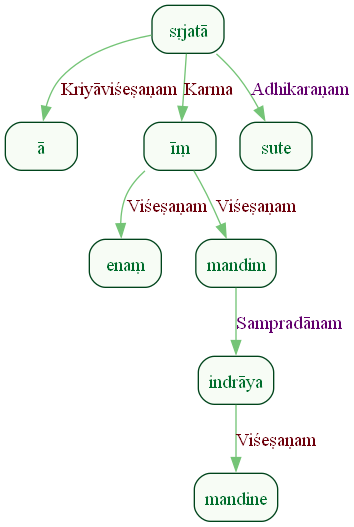 sṛjatā
Kriyāviśeṣaṇam Karma Adhikaraṇam
ā īṃ sute
Viśeṣaṇam Viśeṣaṇam
enaṃ mandim
Sampradānam
indrāya
Viśeṣaṇam
mandine